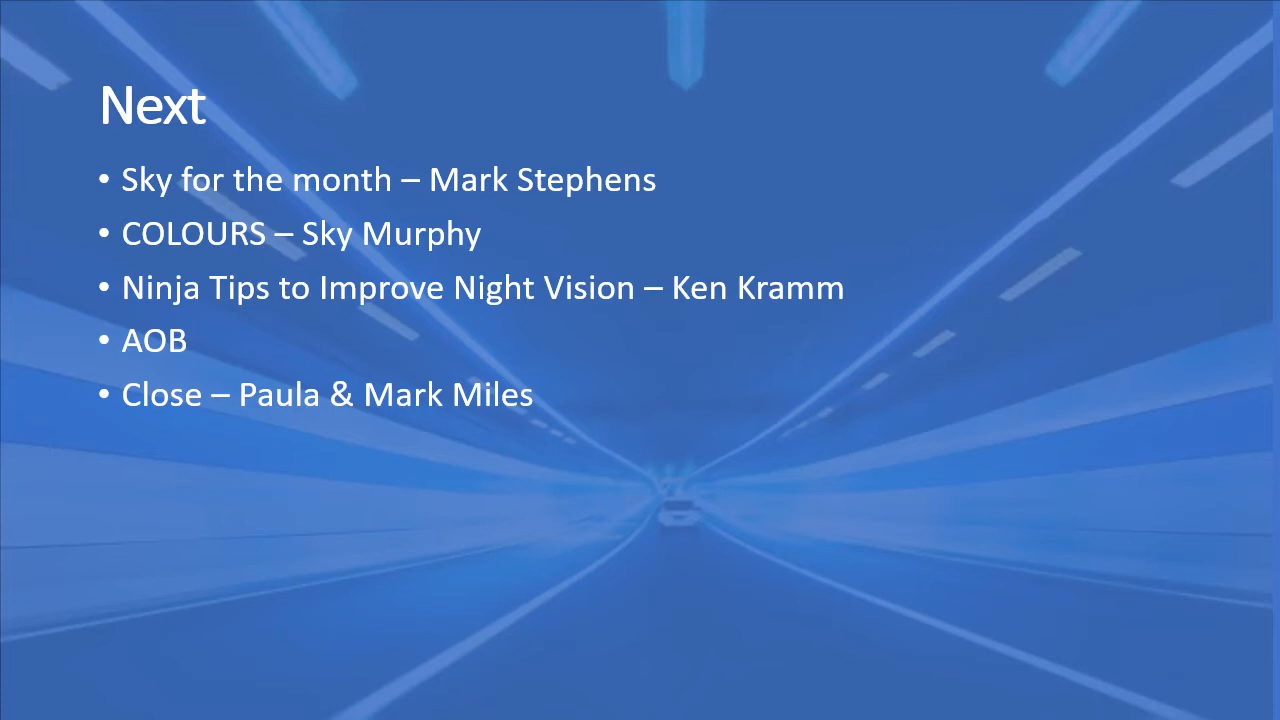 Next
• Sky for the month – Mark Stephens
• COLOURS – Sky Murphy
• Ninja Tips to Improve Night Vision – Ken Kramm
• AOB
• Close – Paula & Mark Miles